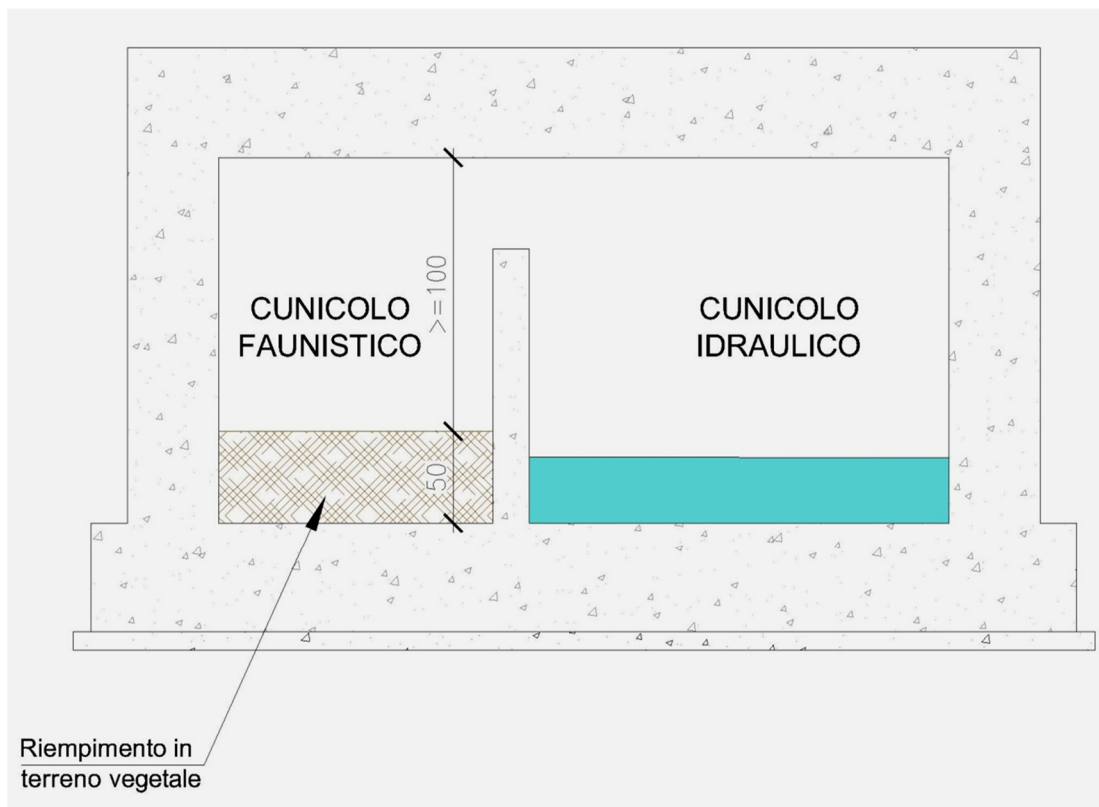 CUNICOLO
FAUNISTICO
>=100
50
CUNICOLO
IDRAULICO
Riempimento in
terreno vegetale